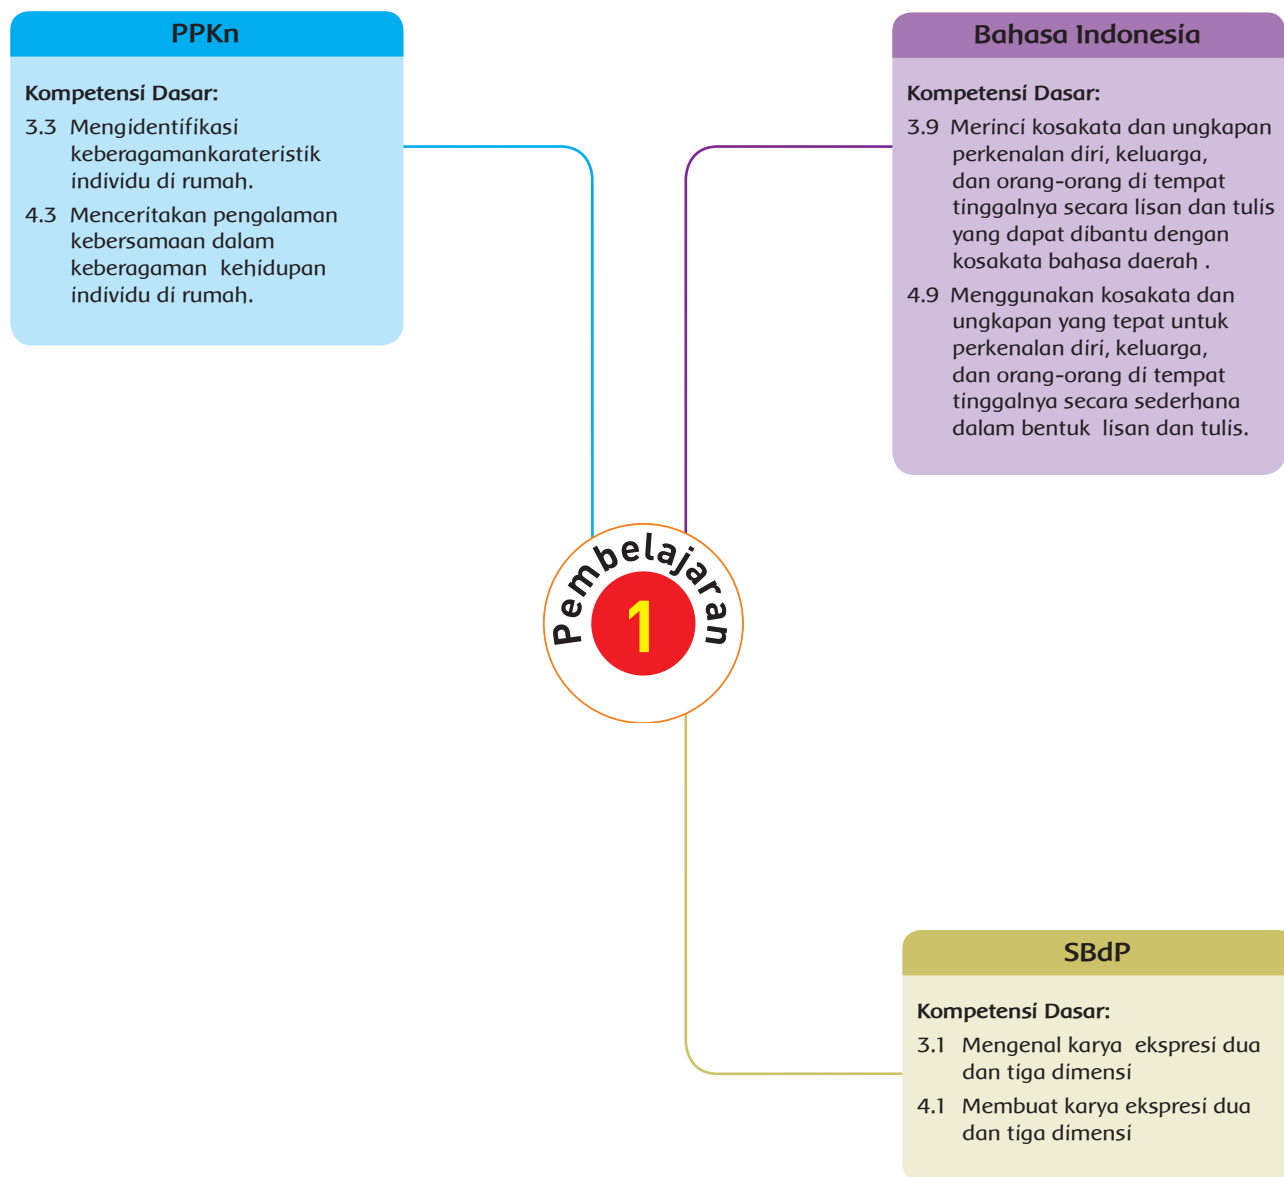 PPKn
Kompetensi Dasar:
3.3 Mengidentifikasi
keberagamankarateristik
individu di rumah.
4.3 Menceritakan pengalaman
kebersamaan dalam
keberagaman kehidupan
individu di rumah.
Bahasa Indonesia
Kompetensi Dasar:
3.9 Merinci kosakata dan ungkapan
perkenalan diri, keluarga,
dan orang-orang di tempat
tinggalnya secara lisan dan tulis
yang dapat dibantu dengan
kosakata bahasa daerah .
4.9 Menggunakan kosakata dan
ungkapan yang tepat untuk
perkenalan diri, keluarga,
dan orang-orang di tempat
tinggalnya secara sederhana
dalam bentuk lisan dan tulis.
Pembelajaran
1
SBdP
Kompetensi Dasar:
3.1 Mengenal karya ekspresi dua
dan tiga dimensi
4.1 Membuat karya ekspresi dua
dan tiga dimensi